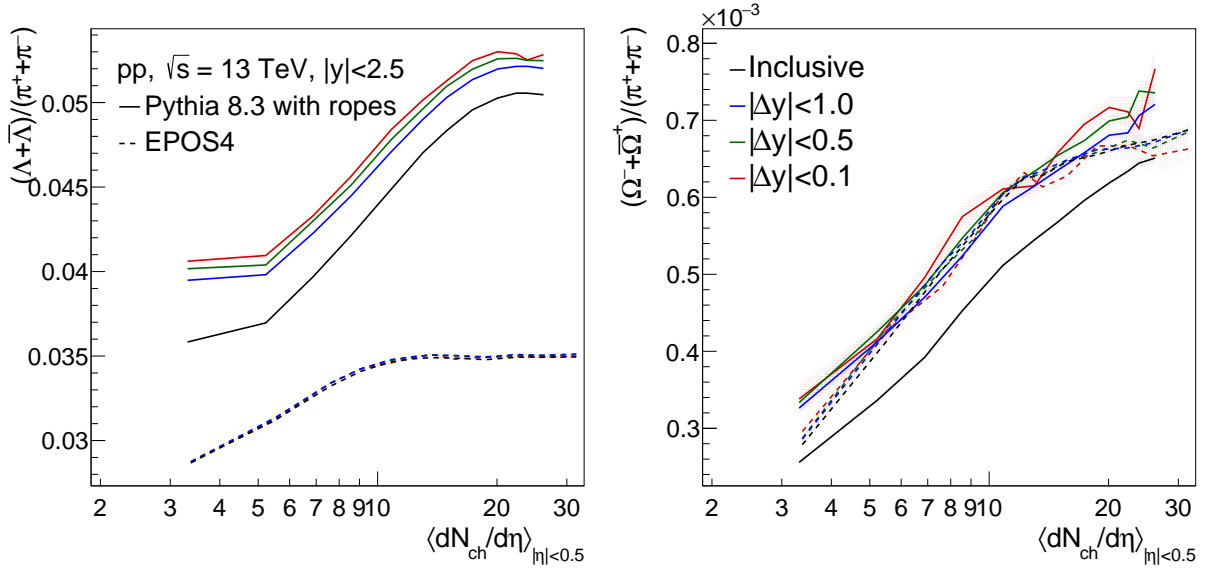 (Λ+Λ̅)/(π⁺+π⁻)
pp, √s = 13 TeV, |y|<2.5
Pythia 8.3 with ropes
EPOS4
0.05
0.045
0.04
0.035
0.03
2 3 4 5 6 7 8 9 10 20 30
⟨dN_ch/dη⟩_|η|<0.5
×10⁻³
(Ω⁻+Ω̅⁺)/(π⁺+π⁻)
Inclusive
|Δy|<1.0
|Δy|<0.5
|Δy|<0.1
0.8
0.7
0.6
0.5
0.4
0.3
2 3 4 5 6 7 8 9 10 20 30
⟨dN_ch/dη⟩_|η|<0.5